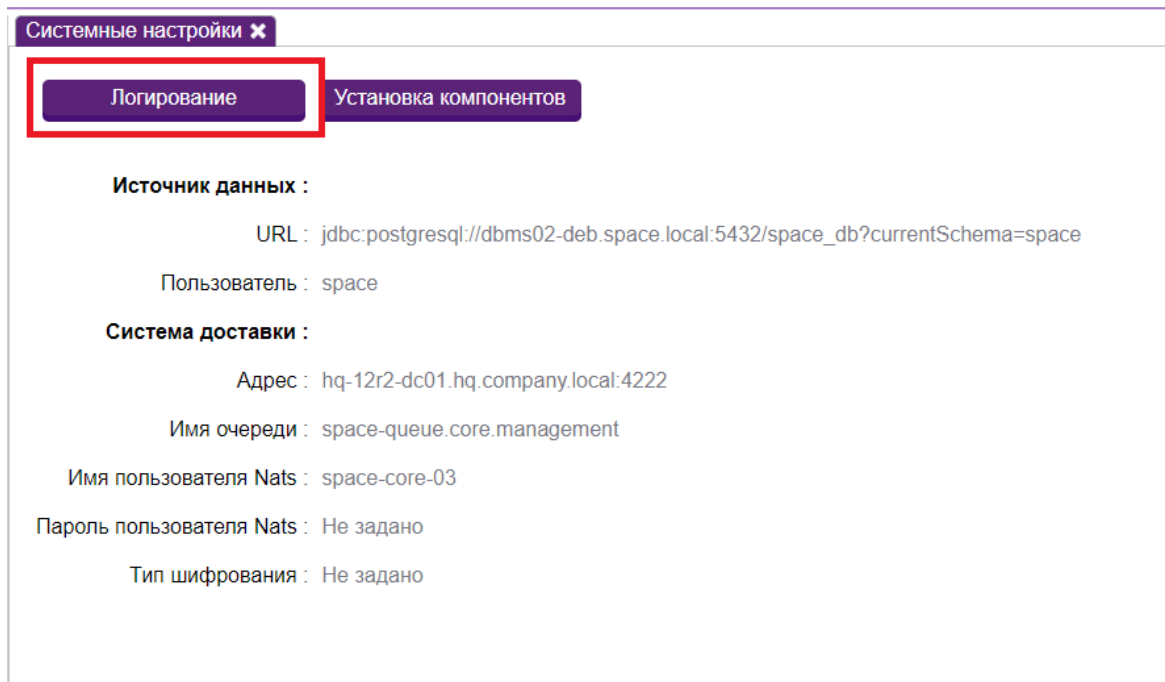 Системные настройки ✖
Логирование Установка компонентов
Источник данных :
URL : jdbc:postgresql://dbms02-deb.space.local:5432/space_db?currentSchema=space
Пользователь : space
Система доставки :
Адрес : hq-12r2-dc01.hq.company.local:4222
Имя очереди : space-queue.core.management
Имя пользователя Nats : space-core-03
Пароль пользователя Nats : Не задано
Тип шифрования : Не задано